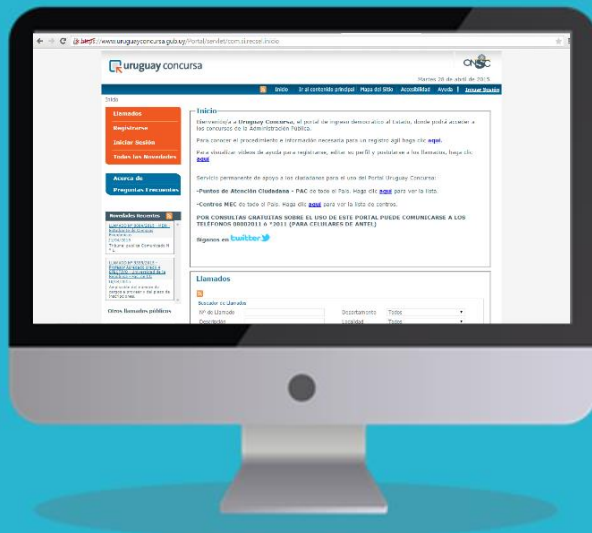 https://www.uruguayconcursa.gub.uy/Portal/servlet/com.si.recsel.inicio
uruguay concursa
ONSC
Martes 28 de abril de 2015
Inicio Ir al contenido principal Mapa del Sitio Accesibilidad Ayuda | Iniciar Sesión
Inicio
Llamados
Registrarse
Iniciar Sesión
Todas las Novedades
Acerca de
Preguntas Frecuentes
Novedades Recientes
Otros llamados públicos
Inicio
Bienvenido/a a Uruguay Concursa, el portal de ingreso democrático al Estado, donde podrá acceder a
los concursos de la Administración Pública.
Para conocer el procedimiento e información necesaria para un registro ágil haga clic aquí.
Para visualizar videos de ayuda para registrarse, editar su perfil y postularse a los llamados, haga clic
aquí
Servicio permanente de apoyo a los ciudadanos para el uso del Portal Uruguay Concursa:
-Puntos de Atención Ciudadana - PAC de todo el País. Haga clic aquí para ver la lista.
-Centros MEC de todo el País. Haga clic aquí para ver la lista de centros.
POR CONSULTAS GRATUITAS SOBRE EL USO DE ESTE PORTAL PUEDE COMUNICARSE A LOS
TELÉFONOS 08002011 o *2011 (PARA CELULARES DE ANTEL)
Síganos en twitter
Llamados
Buscador de Llamados
Nº de Llamado Departamento Todos
Descripción Localidad Todos